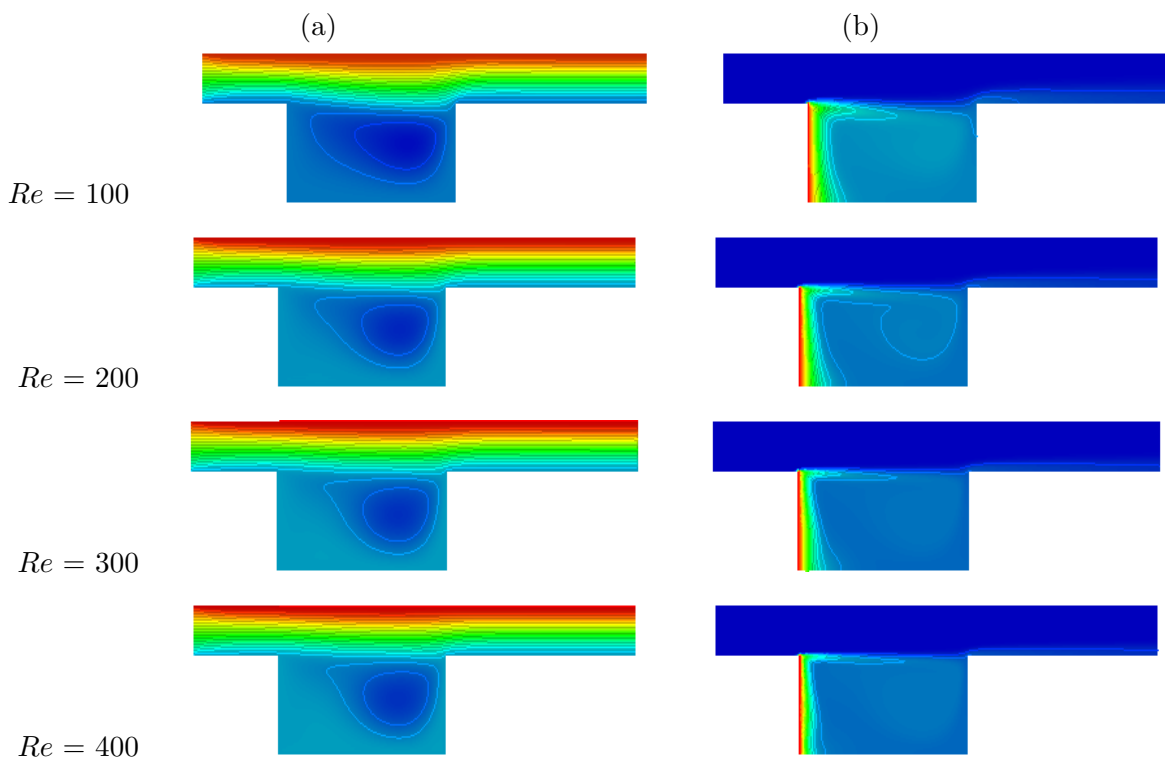 (a) (b)
Re = 100
Re = 200
Re = 300
Re = 400